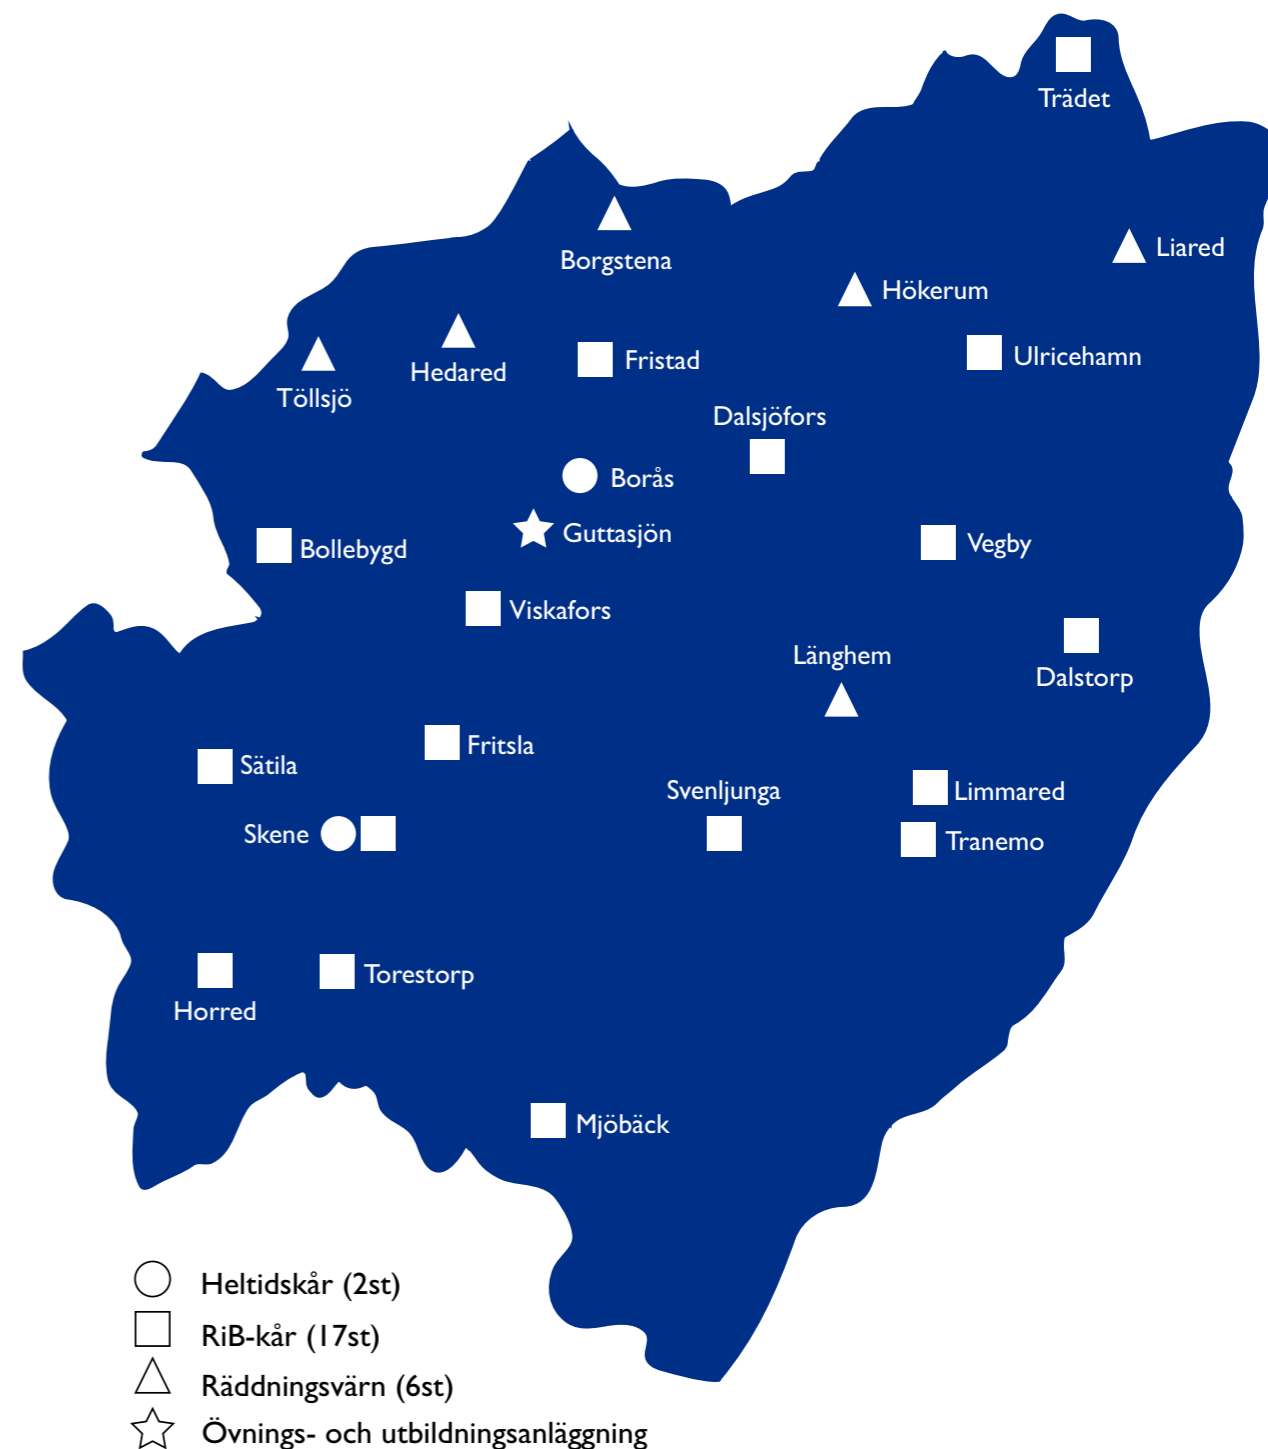 Trädet
Liared
Borgstena
Hökerum
Ulricehamn
Fristad
Hedared
Töllsjö
Dalsjöfors
Borås
Guttasjön
Vegby
Bollebygd
Viskafors
Länghem
Dalstorp
Fritsla
Sätila
Svenljunga
Limmared
Skene
Tranemo
Torestorp
Horred
Mjöbäck
Heltidskår (2st)
RiB-kår (17st)
Räddningsvärn (6st)
Övnings- och utbildningsanläggning